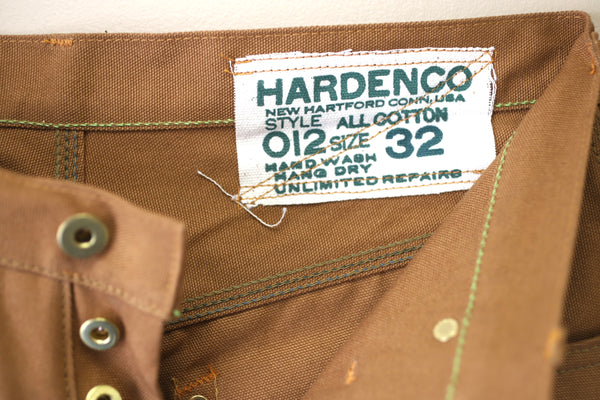 HARDENCO
NEW HARTFORD CONN. USA
STYLE ALL COTTON
012 SIZE 32
HAND WASH
HANG DRY
UNLIMITED REPAIRS